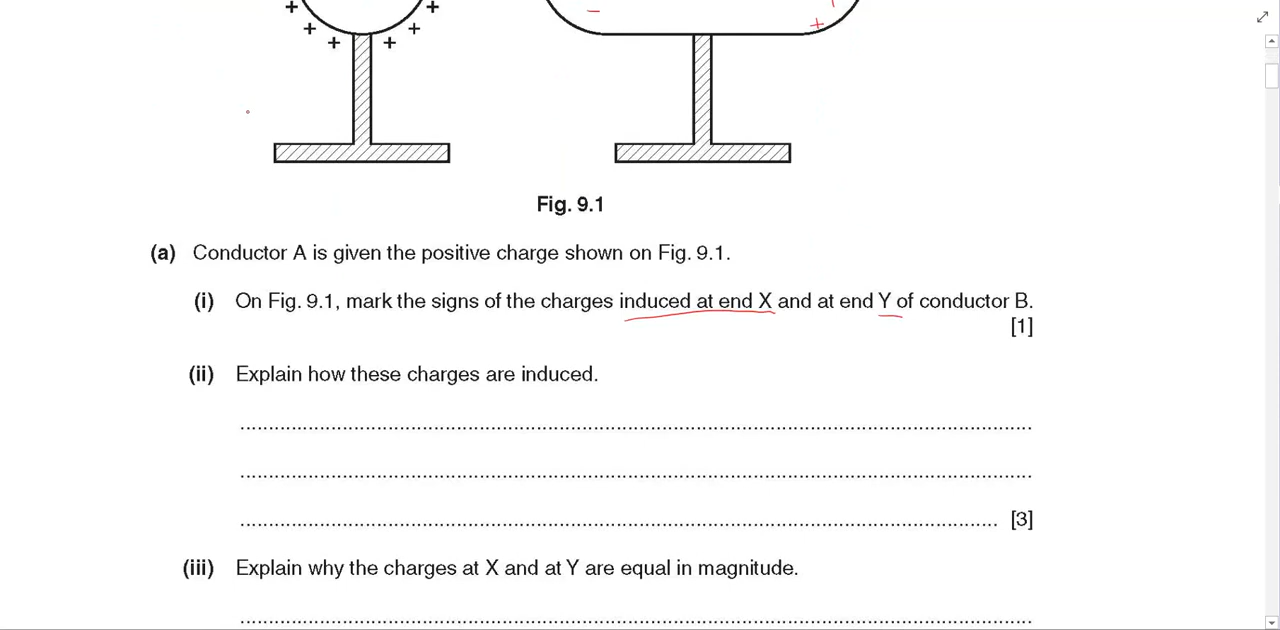 Fig. 9.1
(a) Conductor A is given the positive charge shown on Fig. 9.1.
(i) On Fig. 9.1, mark the signs of the charges induced at end X and at end Y of conductor B.
[1]
(ii) Explain how these charges are induced.
[3]
(iii) Explain why the charges at X and at Y are equal in magnitude.